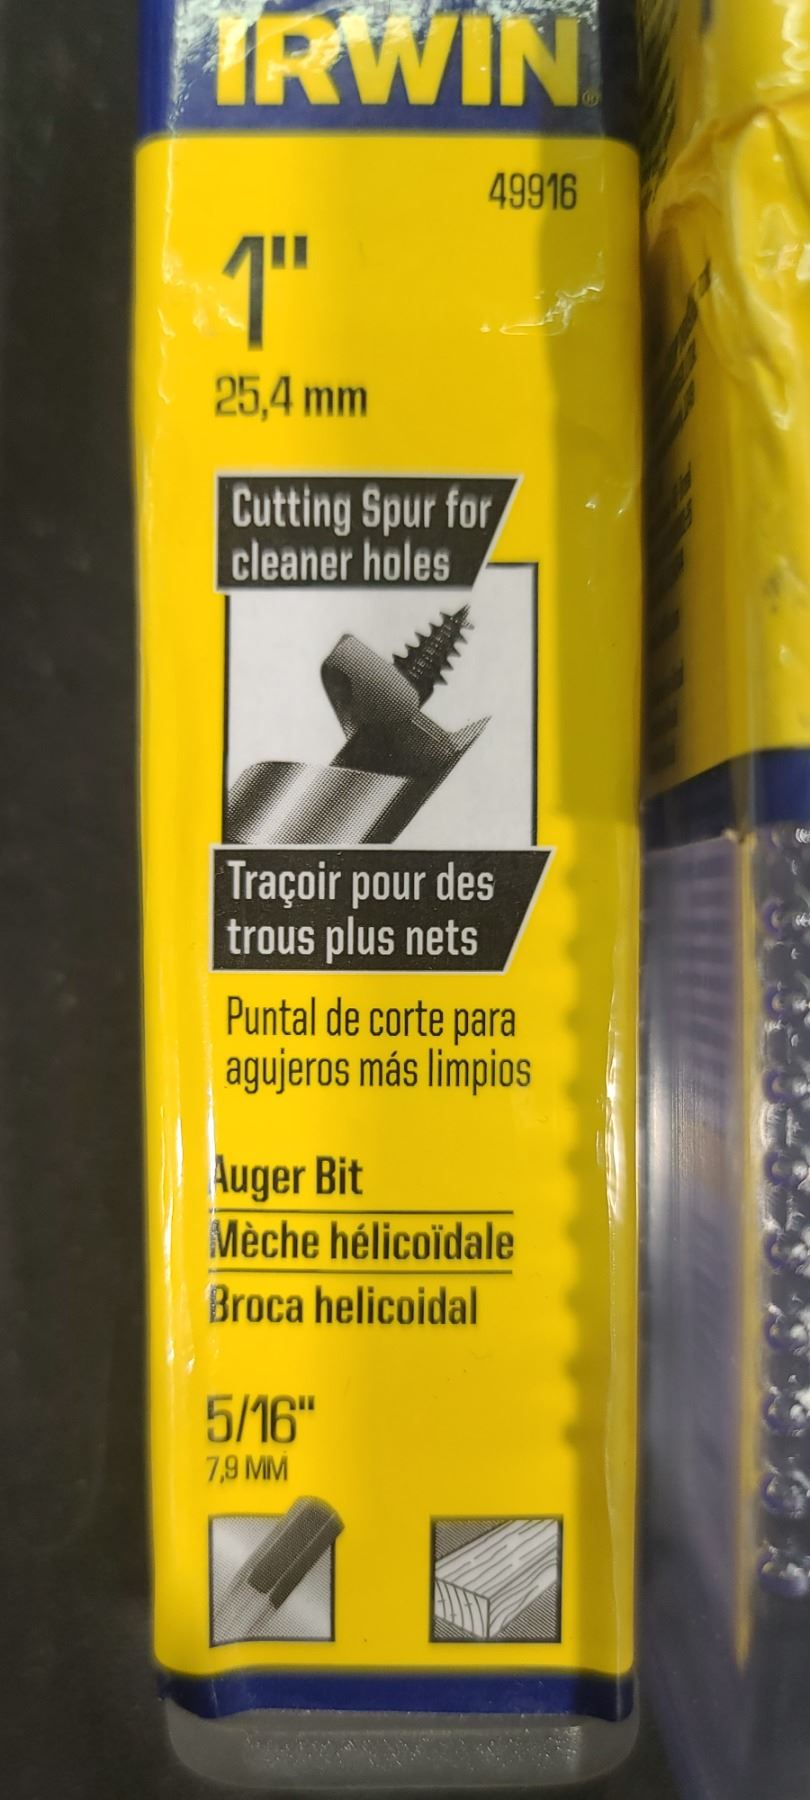 IRWIN®
49916
1"
25,4 mm
Cutting Spur for
cleaner holes
Traçoir pour des
trous plus nets
Puntal de corte para
agujeros más limpios
Auger Bit
Mèche hélicoïdale
Broca helicoidal
5/16"
7,9 MM